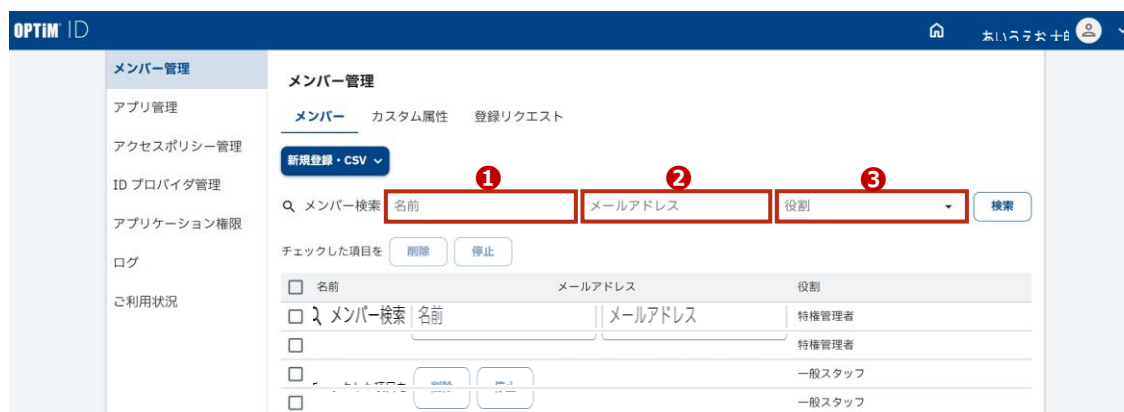 OPTiM ID
メンバー管理
アプリ管理
アクセスポリシー管理
ID プロバイダ管理
アプリケーション権限
ログ
ご利用状況
メンバー管理
メンバー カスタム属性 登録リクエスト
新規登録・CSV
❶ ❷ ❸
メンバー検索 名前 メールアドレス 役割 検索
チェックした項目を 削除 停止
名前 メールアドレス 役割
メンバー検索 名前 メールアドレス 特権管理者
特権管理者
一般スタッフ
一般スタッフ